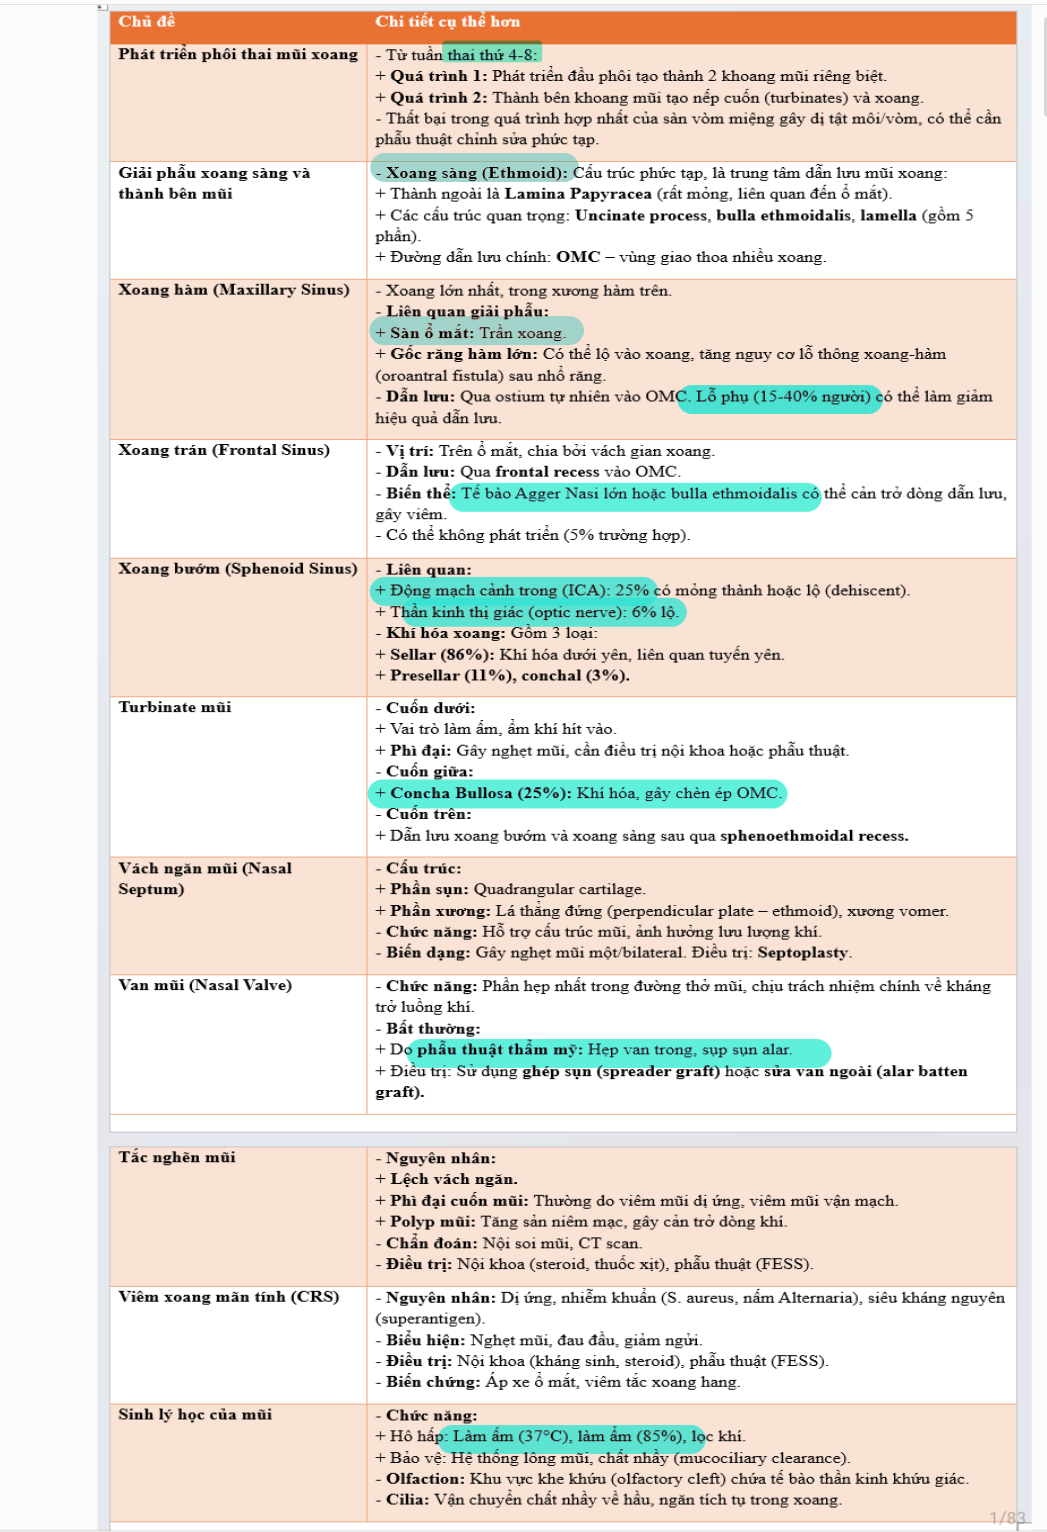 Chủ đề
Chi tiết cụ thể hơn
Phát triển phôi thai mũi xoang
- Từ tuần thai thứ 4-8:
+ Quá trình 1: Phát triển đầu phôi tạo thành 2 khoang mũi riêng biệt.
+ Quá trình 2: Thành bên khoang mũi tạo nếp cuốn (turbinates) và xoang.
- Thất bại trong quá trình hợp nhất của sàn vòm miệng gây dị tật môi/vòm, có thể cần
phẫu thuật chỉnh sửa phức tạp.
Giải phẫu xoang sàng và
thành bên mũi
- Xoang sàng (Ethmoid): Cấu trúc phức tạp, là trung tâm dẫn lưu mũi xoang:
+ Thành ngoài là Lamina Papyracea (rất mỏng, liên quan đến ổ mắt).
+ Các cấu trúc quan trọng: Uncinate process, bulla ethmoidalis, lamella (gồm 5
phần).
+ Đường dẫn lưu chính: OMC – vùng giao thoa nhiều xoang.
Xoang hàm (Maxillary Sinus)
- Xoang lớn nhất, trong xương hàm trên.
- Liên quan giải phẫu:
+ Sàn ổ mắt: Trần xoang.
+ Gốc răng hàm lớn: Có thể lộ vào xoang, tăng nguy cơ lỗ thông xoang-hàm
(oroantral fistula) sau nhổ răng.
- Dẫn lưu: Qua ostium tự nhiên vào OMC. Lỗ phụ (15-40% người) có thể làm giảm
hiệu quả dẫn lưu.
Xoang trán (Frontal Sinus)
- Vị trí: Trên ổ mắt, chia bởi vách gian xoang.
- Dẫn lưu: Qua frontal recess vào OMC.
- Biến thể: Tế bào Agger Nasi lớn hoặc bulla ethmoidalis có thể cản trở dòng dẫn lưu,
gây viêm.
- Có thể không phát triển (5% trường hợp).
Xoang bướm (Sphenoid Sinus)
- Liên quan:
+ Động mạch cảnh trong (ICA): 25% có mỏng thành hoặc lộ (dehiscent).
+ Thần kinh thị giác (optic nerve): 6% lộ.
- Khí hóa xoang: Gồm 3 loại:
+ Sellar (86%): Khí hóa dưới yên, liên quan tuyến yên.
+ Presellar (11%), conchal (3%).
Turbinate mũi
- Cuốn dưới:
+ Vai trò làm ấm, ẩm khí hít vào.
+ Phì đại: Gây nghẹt mũi, cần điều trị nội khoa hoặc phẫu thuật.
- Cuốn giữa:
+ Concha Bullosa (25%): Khí hóa, gây chèn ép OMC.
- Cuốn trên:
+ Dẫn lưu xoang bướm và xoang sàng sau qua sphenoethmoidal recess.
Vách ngăn mũi (Nasal
Septum)
- Cấu trúc:
+ Phần sụn: Quadrangular cartilage.
+ Phần xương: Lá thẳng đứng (perpendicular plate – ethmoid), xương vomer.
- Chức năng: Hỗ trợ cấu trúc mũi, ảnh hưởng lưu lượng khí.
- Biến dạng: Gây nghẹt mũi một/bilateral. Điều trị: Septoplasty.
Van mũi (Nasal Valve)
- Chức năng: Phần hẹp nhất trong đường thở mũi, chịu trách nhiệm chính về kháng
trở luồng khí.
- Bất thường:
+ Do phẫu thuật thẩm mỹ: Hẹp van trong, sụp sụn alar.
+ Điều trị: Sử dụng ghép sụn (spreader graft) hoặc sửa van ngoài (alar batten
graft).
Tắc nghẽn mũi
- Nguyên nhân:
+ Lệch vách ngăn.
+ Phì đại cuốn mũi: Thường do viêm mũi dị ứng, viêm mũi vận mạch.
+ Polyp mũi: Tăng sản niêm mạc, gây cản trở dòng khí.
- Chẩn đoán: Nội soi mũi, CT scan.
- Điều trị: Nội khoa (steroid, thuốc xịt), phẫu thuật (FESS).
Viêm xoang mãn tính (CRS)
- Nguyên nhân: Dị ứng, nhiễm khuẩn (S. aureus, nấm Alternaria), siêu kháng nguyên
(superantigen).
- Biểu hiện: Nghẹt mũi, đau đầu, giảm ngửi.
- Điều trị: Nội khoa (kháng sinh, steroid), phẫu thuật (FESS).
- Biến chứng: Áp xe ổ mắt, viêm tắc xoang hang.
Sinh lý học của mũi
- Chức năng:
+ Hô hấp: Làm ấm (37°C), làm ẩm (85%), lọc khí.
+ Bảo vệ: Hệ thống lông mũi, chất nhầy (mucociliary clearance).
- Olfaction: Khu vực khe khứu (olfactory cleft) chứa tế bào thần kinh khứu giác.
- Cilia: Vận chuyển chất nhầy về hầu, ngăn tích tụ trong xoang.
1/83